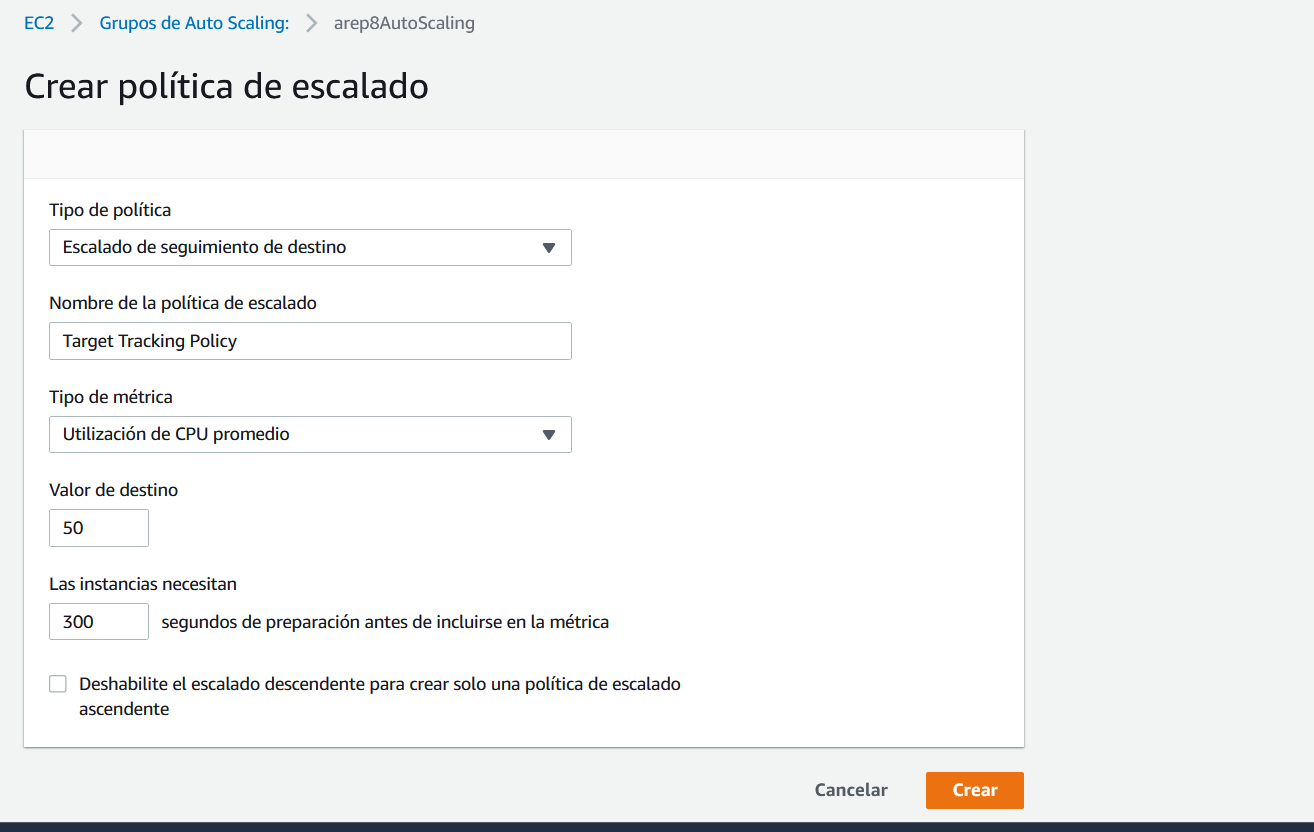 EC2 > Grupos de Auto Scaling: > arep8AutoScaling
Crear política de escalado
Tipo de política
Escalado de seguimiento de destino
Nombre de la política de escalado
Target Tracking Policy
Tipo de métrica
Utilización de CPU promedio
Valor de destino
50
Las instancias necesitan
300 segundos de preparación antes de incluirse en la métrica
Deshabilite el escalado descendente para crear solo una política de escalado
ascendente
Cancelar Crear